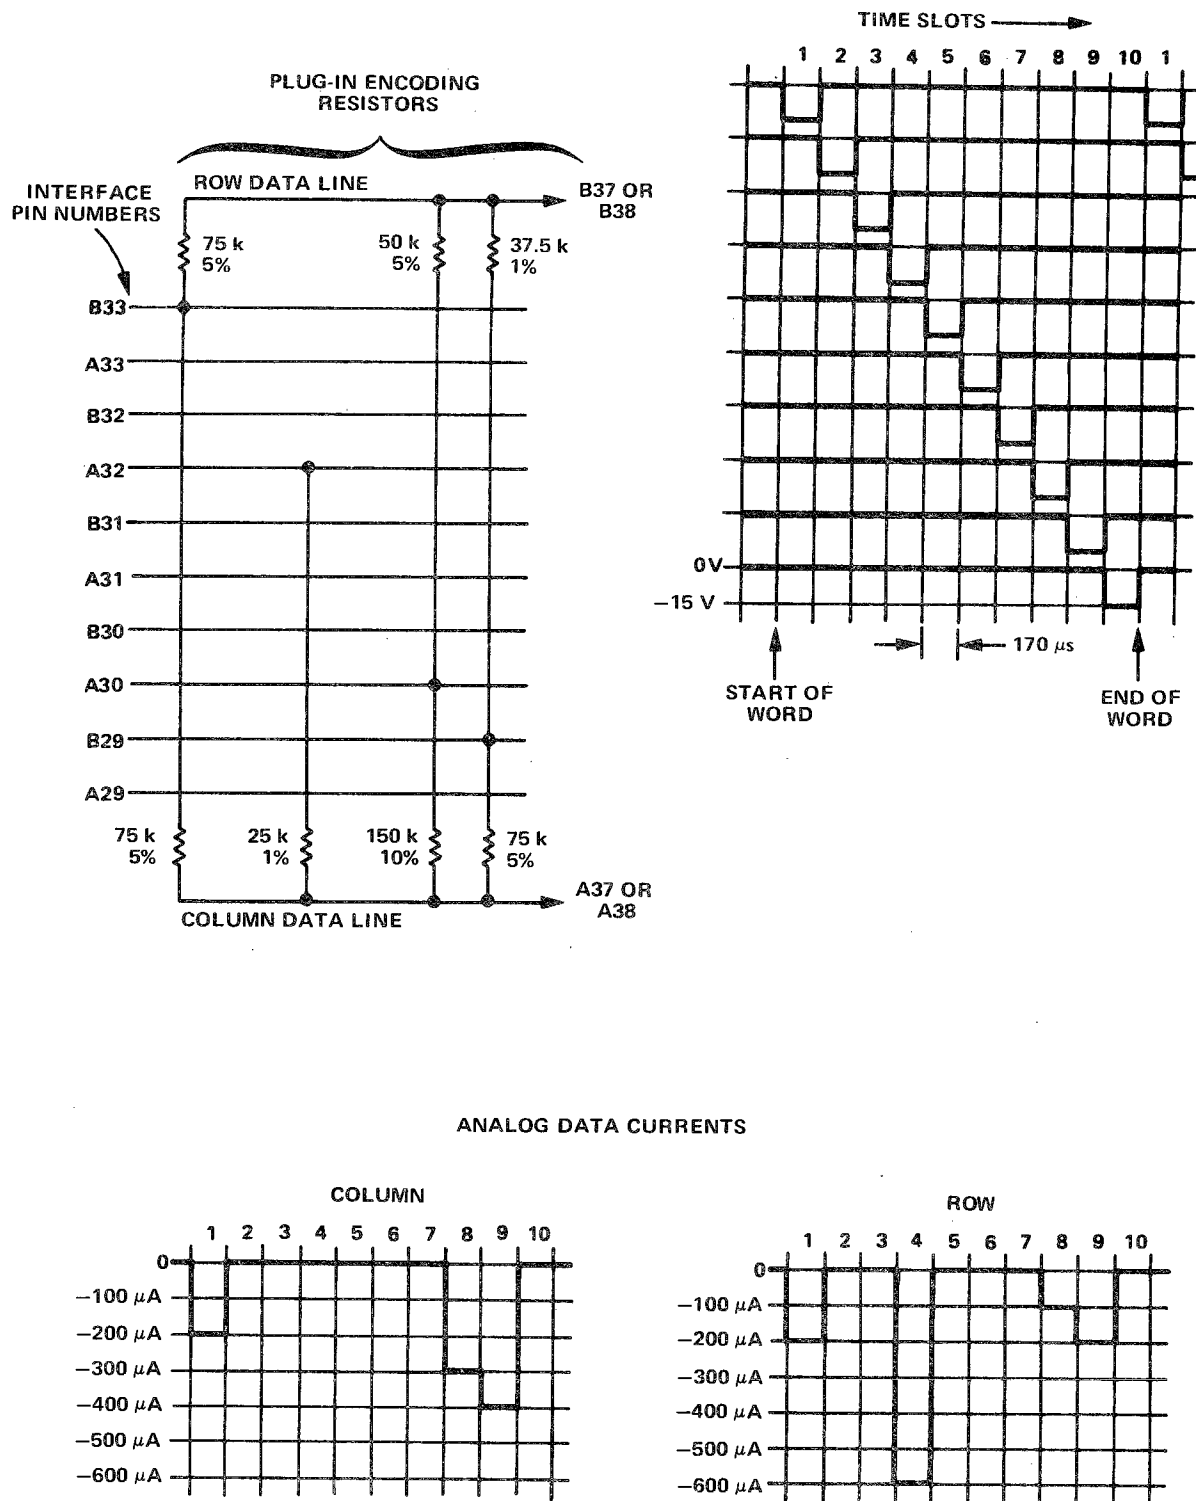 TIME SLOTS
1 2 3 4 5 6 7 8 9 10 1
PLUG-IN ENCODING
RESISTORS
INTERFACE
PIN NUMBERS
ROW DATA LINE
B37 OR
B38
75 k
5%
50 k
5%
37.5 k
1%
B33
A33
B32
A32
B31
A31
B30
A30
B29
A29
75 k
5%
25 k
1%
150 k
10%
75 k
5%
COLUMN DATA LINE
A37 OR
A38
0V
−15 V
170 μs
START OF
WORD
END OF
WORD
ANALOG DATA CURRENTS
COLUMN
1 2 3 4 5 6 7 8 9 10
0
−100 μA
−200 μA
−300 μA
−400 μA
−500 μA
−600 μA
ROW
1 2 3 4 5 6 7 8 9 10
0
−100 μA
−200 μA
−300 μA
−400 μA
−500 μA
−600 μA